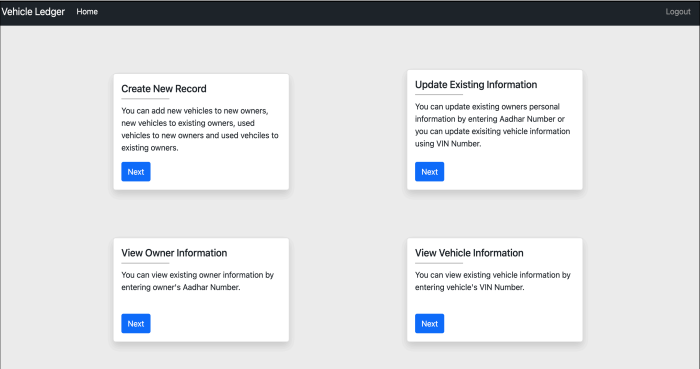 Vehicle Ledger Home Logout
Create New Record
You can add new vehicles to new owners,
new vehicles to existing owners, used
vehicles to new owners and used vehciles to
existing owners.
Next
Update Existing Information
You can update existing owners personal
information by entering Aadhar Number or
you can update exisiting vehicle information
using VIN Number.
Next
View Owner Information
You can view existing owner information by
entering owner's Aadhar Number.
Next
View Vehicle Information
You can view existing vehicle information by
entering vehicle's VIN Number.
Next